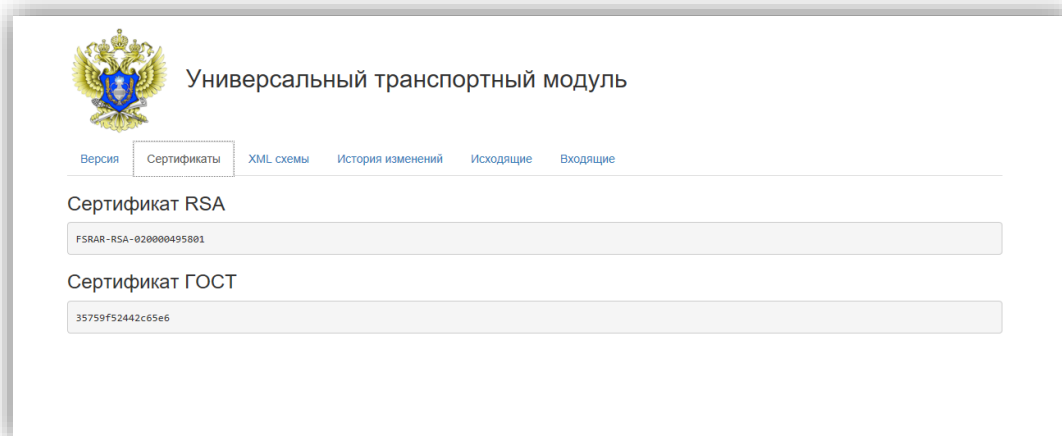 Универсальный транспортный модуль
Версия Сертификаты XML схемы История изменений Исходящие Входящие
Сертификат RSA
FSRAR-RSA-020000495801
Сертификат ГОСТ
35759f52442c65e6